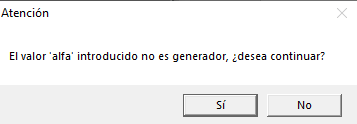 Atención
El valor 'alfa' introducido no es generador, ¿desea continuar?
Sí
No